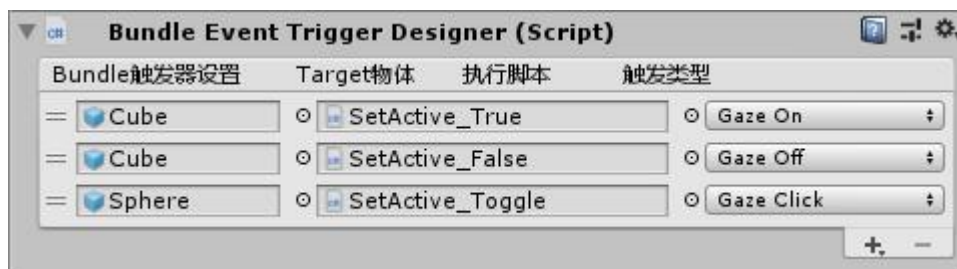 Bundle Event Trigger Designer (Script)
Bundle触发器设置 Target物体 执行脚本 触发类型
Cube SetActive_True Gaze On
Cube SetActive_False Gaze Off
Sphere SetActive_Toggle Gaze Click